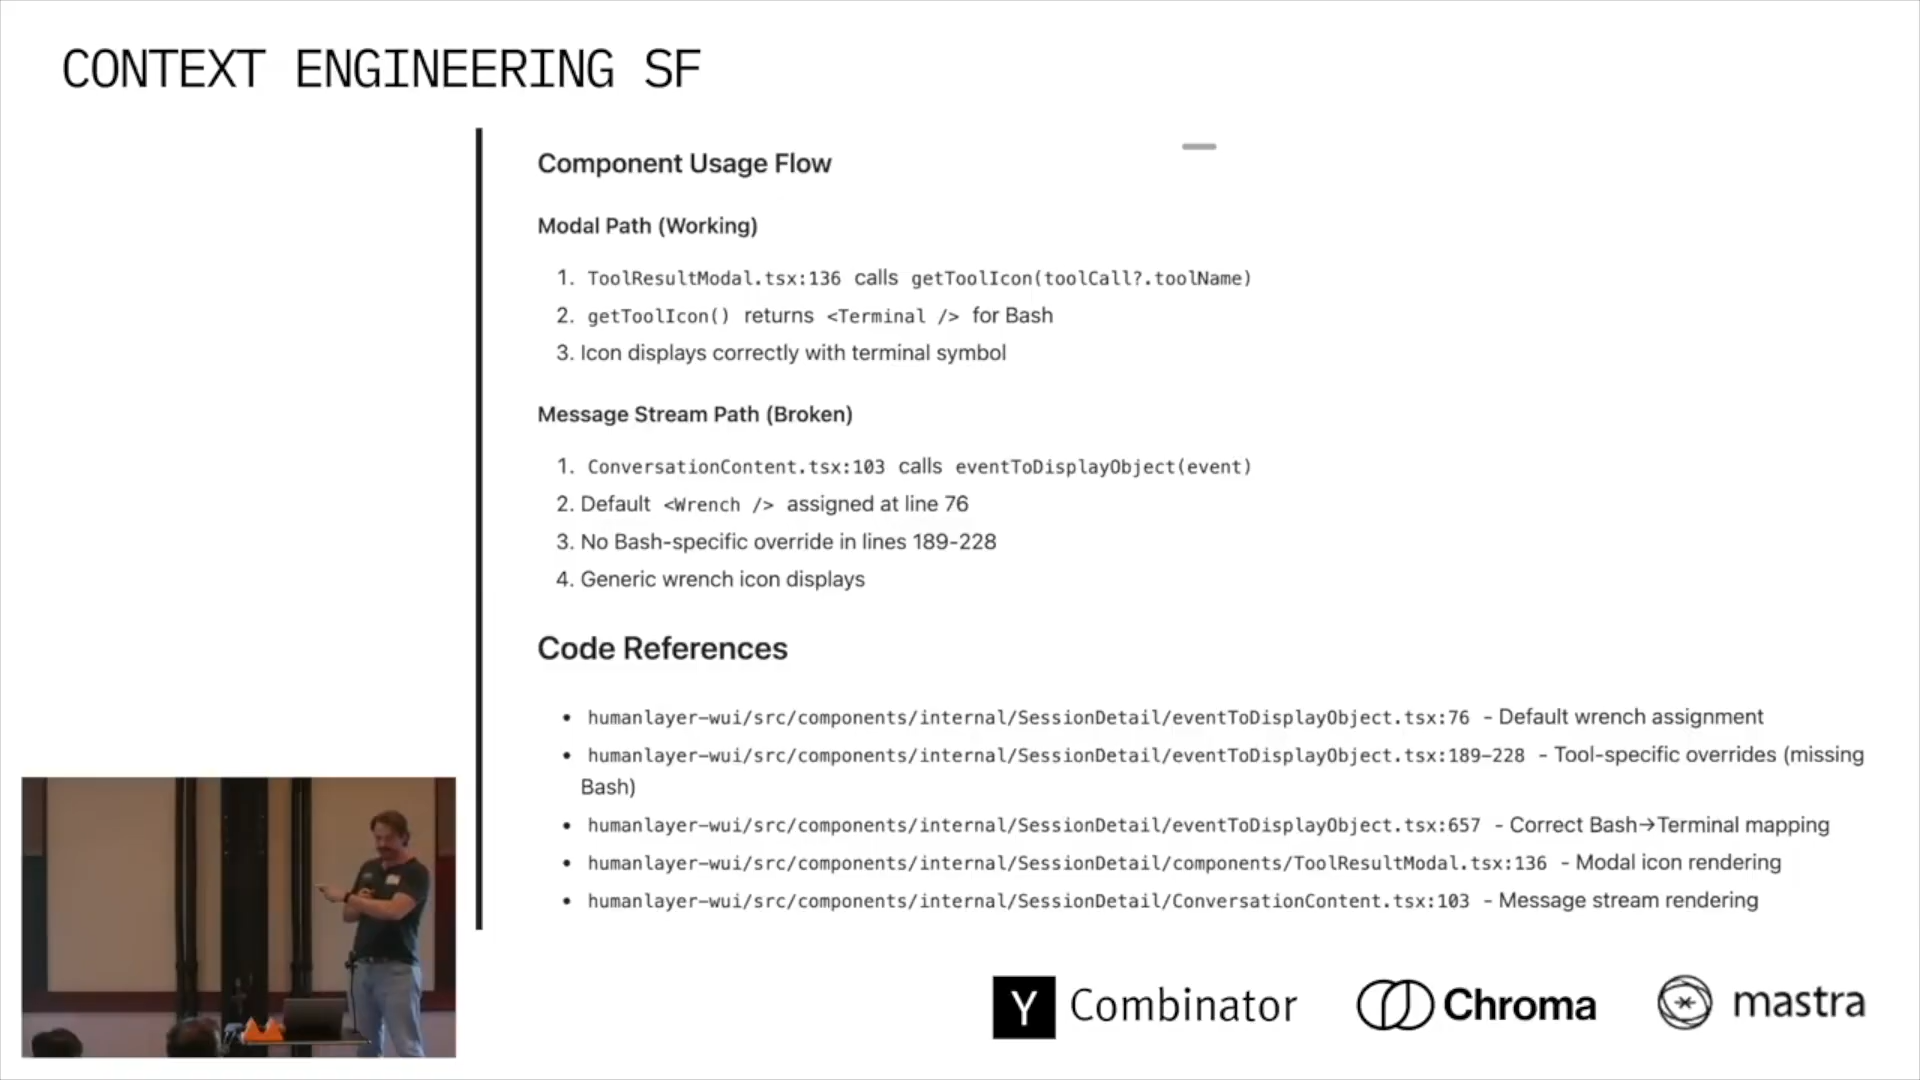 CONTEXT ENGINEERING SF
Component Usage Flow
Modal Path (Working)
1. ToolResultModal.tsx:136 calls getToolIcon(toolCall?.toolName)
2. getToolIcon() returns <Terminal /> for Bash
3. Icon displays correctly with terminal symbol
Message Stream Path (Broken)
1. ConversationContent.tsx:103 calls eventToDisplayObject(event)
2. Default <Wrench /> assigned at line 76
3. No Bash-specific override in lines 189-228
4. Generic wrench icon displays
Code References
• humanlayer-wui/src/components/internal/SessionDetail/eventToDisplayObject.tsx:76 - Default wrench assignment
• humanlayer-wui/src/components/internal/SessionDetail/eventToDisplayObject.tsx:189-228 - Tool-specific overrides (missing
Bash)
• humanlayer-wui/src/components/internal/SessionDetail/eventToDisplayObject.tsx:657 - Correct Bash→Terminal mapping
• humanlayer-wui/src/components/internal/SessionDetail/components/ToolResultModal.tsx:136 - Modal icon rendering
• humanlayer-wui/src/components/internal/SessionDetail/ConversationContent.tsx:103 - Message stream rendering
Y Combinator Chroma mastra